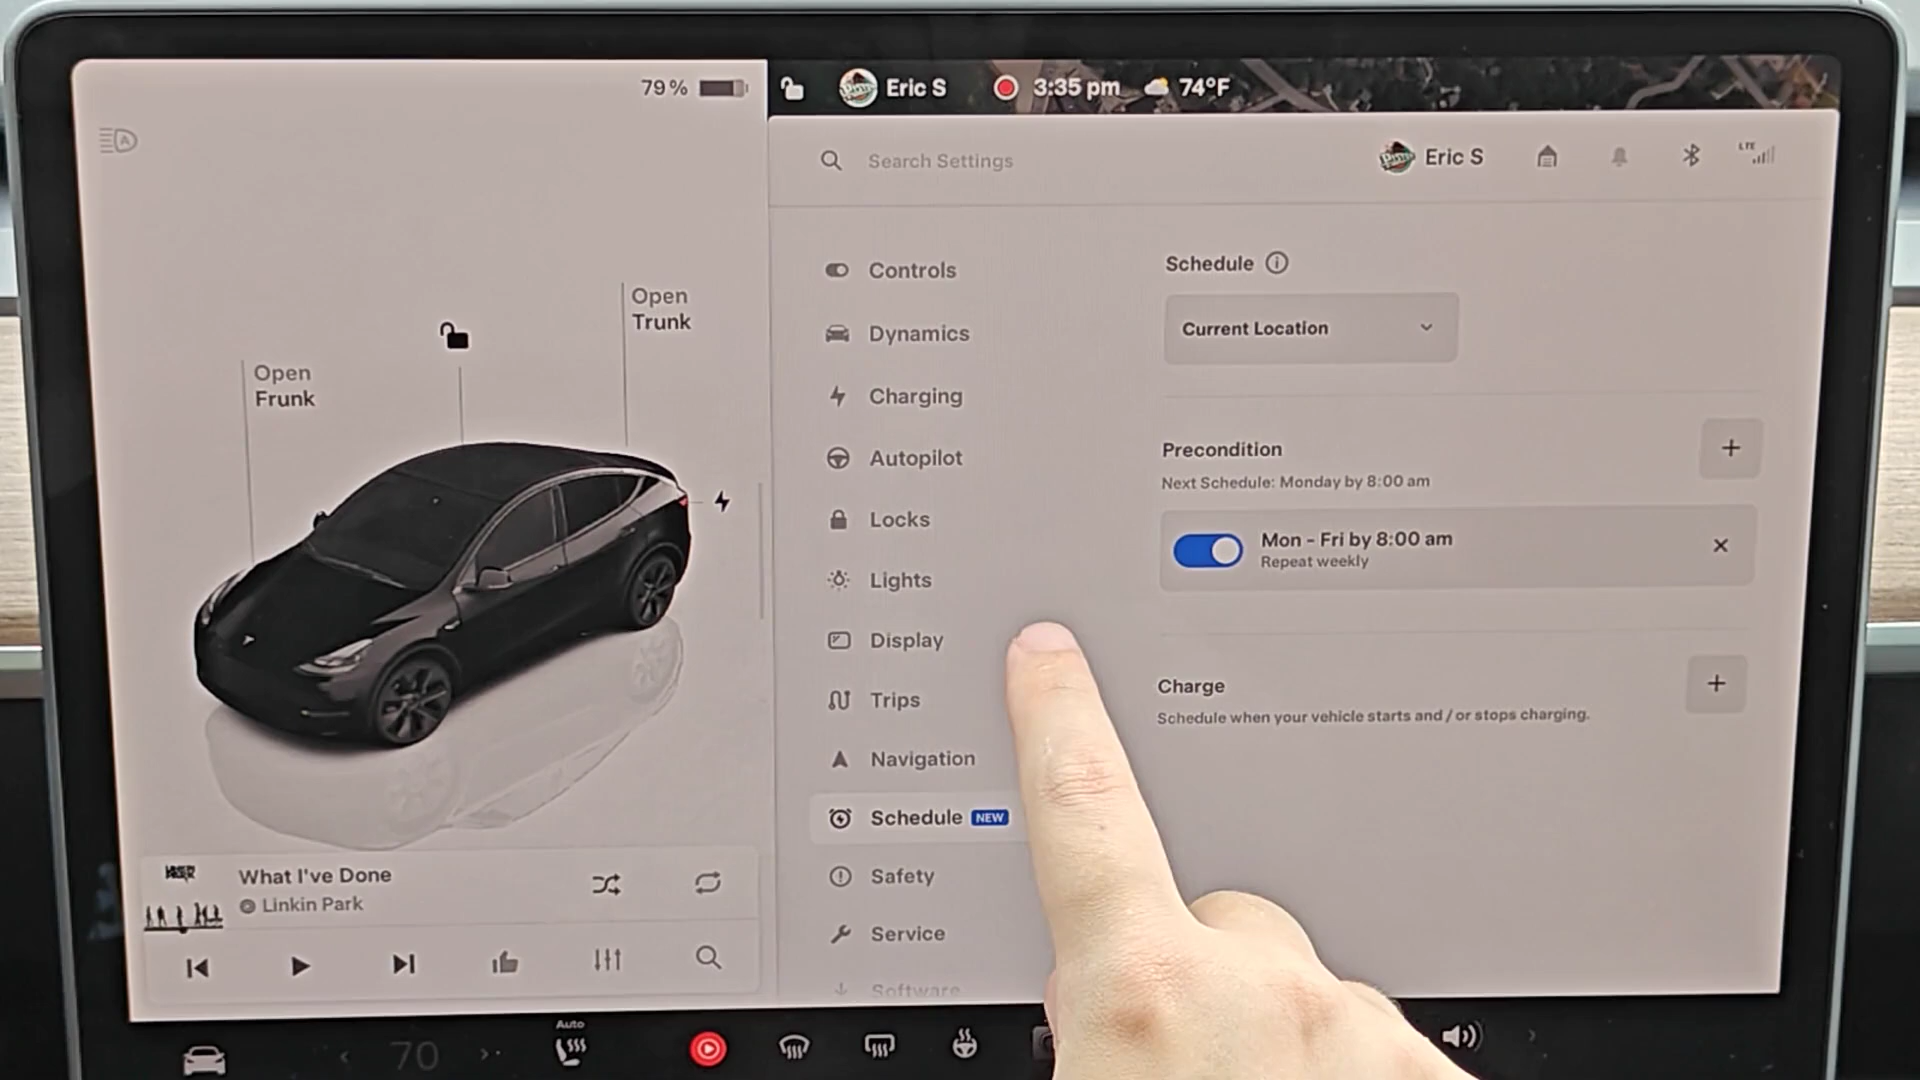 79%
Eric S
3:35 pm
74°F
Search Settings
Eric S
LTE
Open
Trunk
Open
Frunk
What I've Done
Linkin Park
Controls
Dynamics
Charging
Autopilot
Locks
Lights
Display
Trips
Navigation
Schedule NEW
Safety
Service
Software
Schedule
Current Location
Precondition
Next Schedule: Monday by 8:00 am
Mon - Fri by 8:00 am
Repeat weekly
Charge
Schedule when your vehicle starts and / or stops charging.
70
Auto